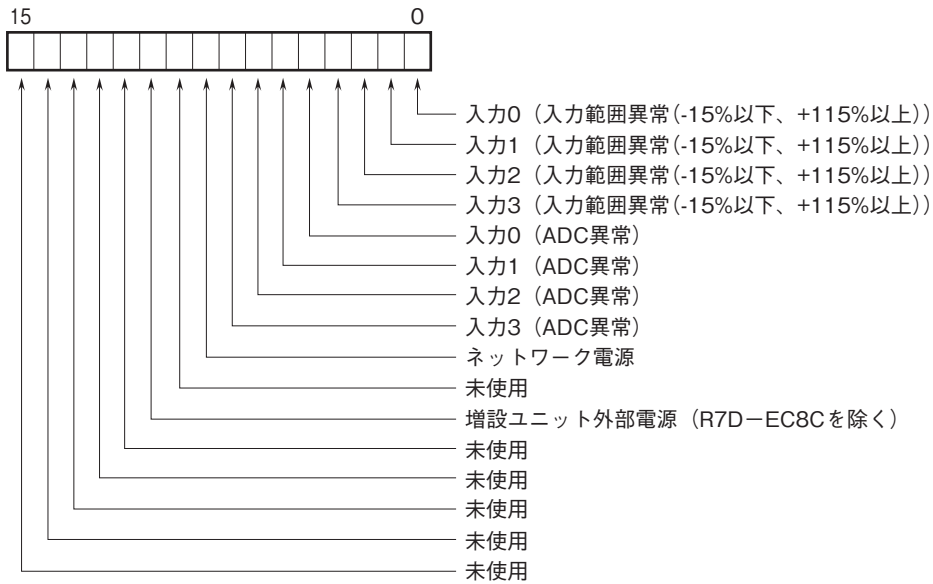 15 0
入力0（入力範囲異常（-15%以下、+115%以上））
入力1（入力範囲異常（-15%以下、+115%以上））
入力2（入力範囲異常（-15%以下、+115%以上））
入力3（入力範囲異常（-15%以下、+115%以上））
入力0（ADC異常）
入力1（ADC異常）
入力2（ADC異常）
入力3（ADC異常）
ネットワーク電源
未使用
増設ユニット外部電源（R7D－EC8Cを除く）
未使用
未使用
未使用
未使用
未使用